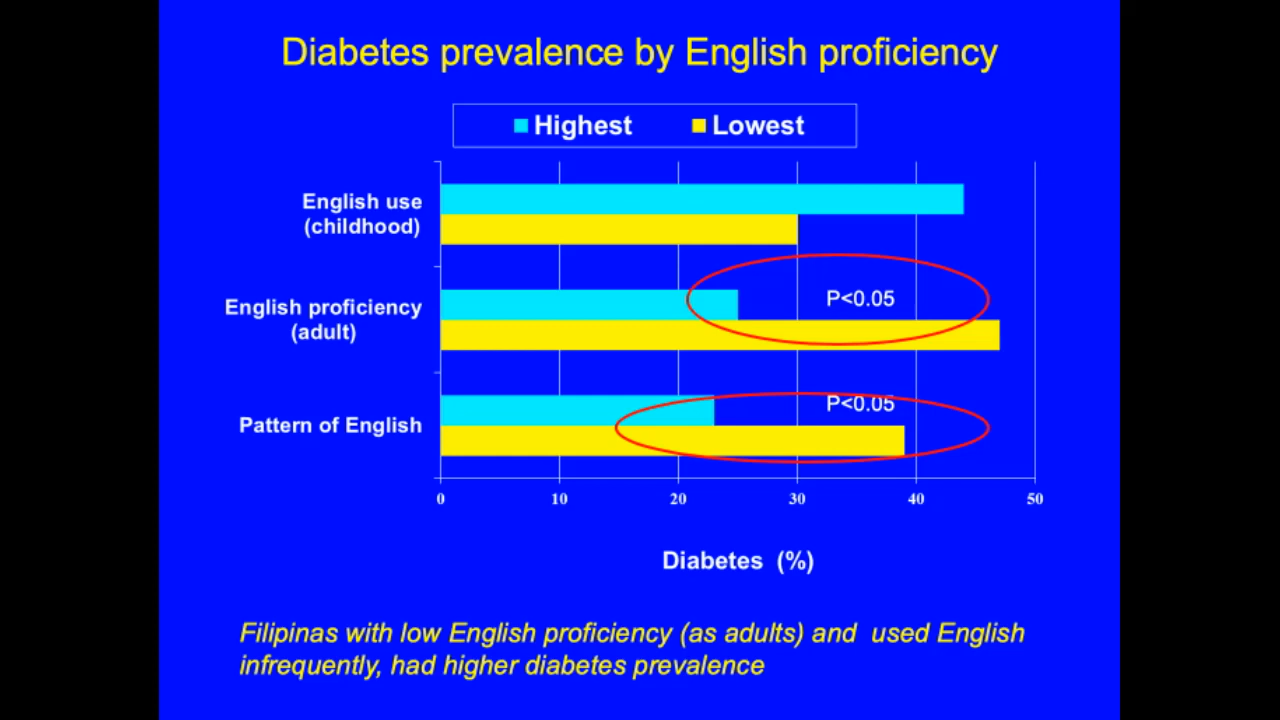 Diabetes prevalence by English proficiency
Highest Lowest
English use
(childhood)
English proficiency
(adult)
P<0.05
Pattern of English
P<0.05
0 10 20 30 40 50
Diabetes (%)
Filipinas with low English proficiency (as adults) and used English
infrequently, had higher diabetes prevalence